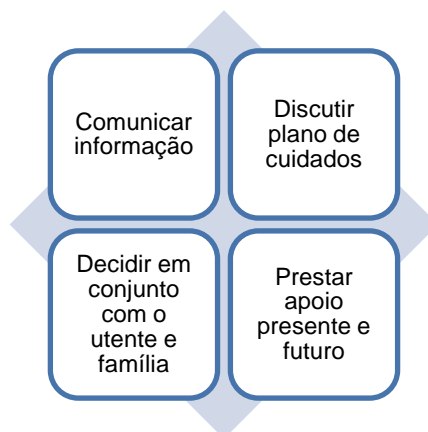 Comunicar
informação
Discutir
plano de
cuidados
Decidir em
conjunto
com o
utente e
família
Prestar
apoio
presente e
futuro